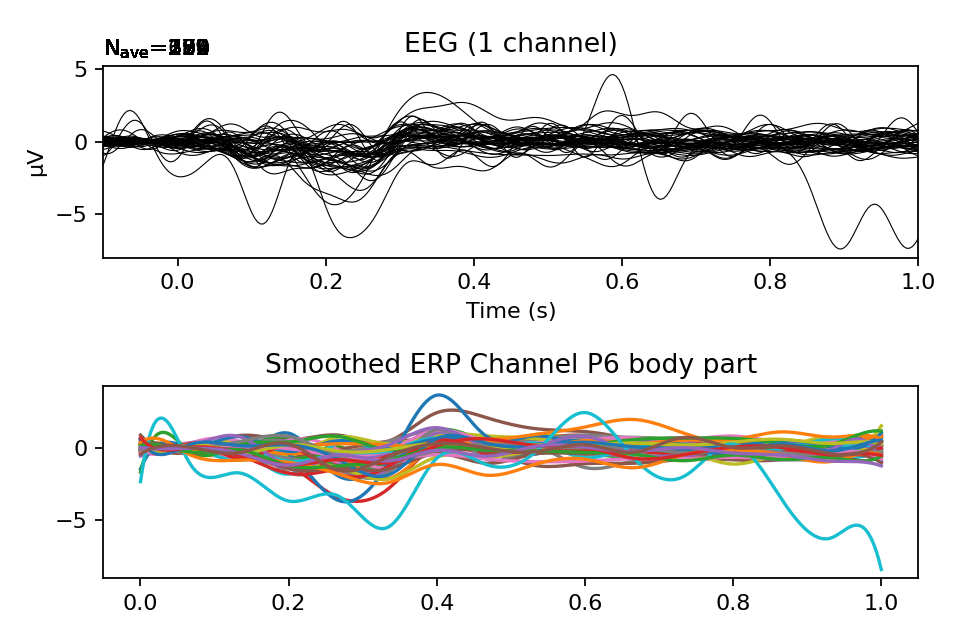 N_ave=
EEG (1 channel)
5
0
−5
µV
0.0 0.2 0.4 0.6 0.8 1.0
Time (s)
Smoothed ERP Channel P6 body part
0
−5
0.0 0.2 0.4 0.6 0.8 1.0